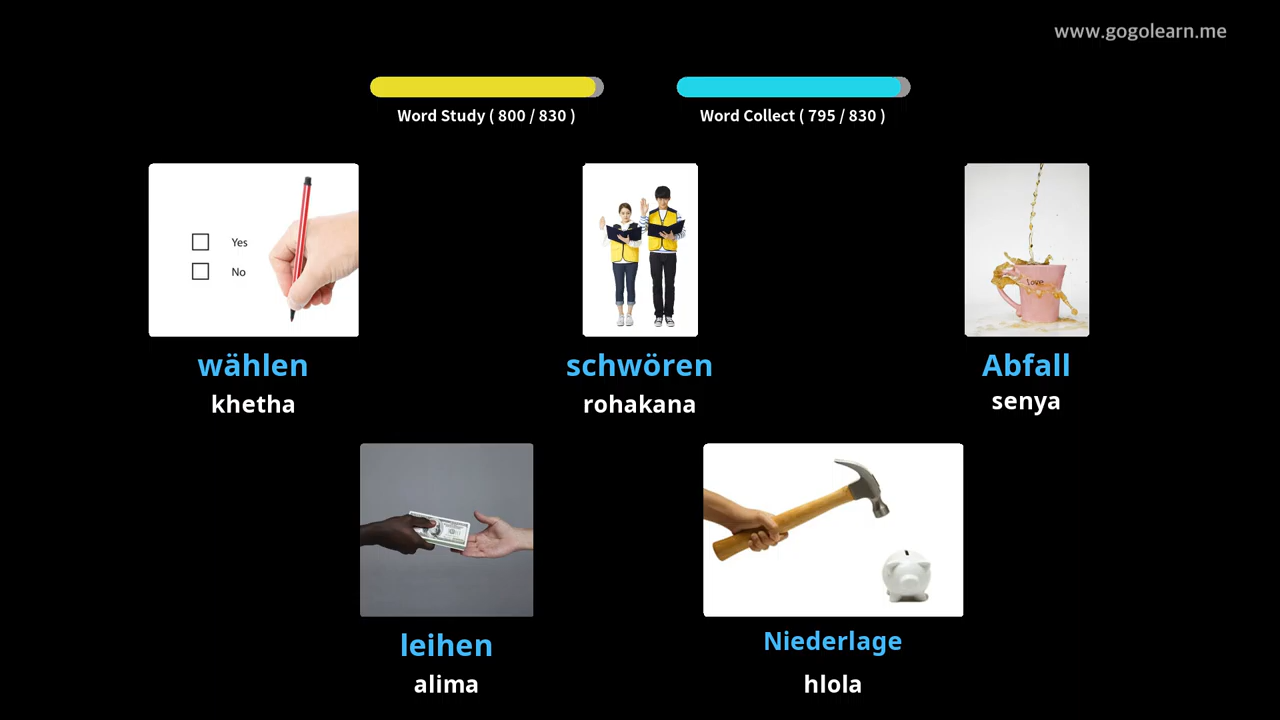 www.gogolearn.me
Word Study ( 800 / 830 )
Word Collect ( 795 / 830 )
Yes
No
love
wählen
khetha
schwören
rohakana
Abfall
senya
leihen
alima
Niederlage
hlola